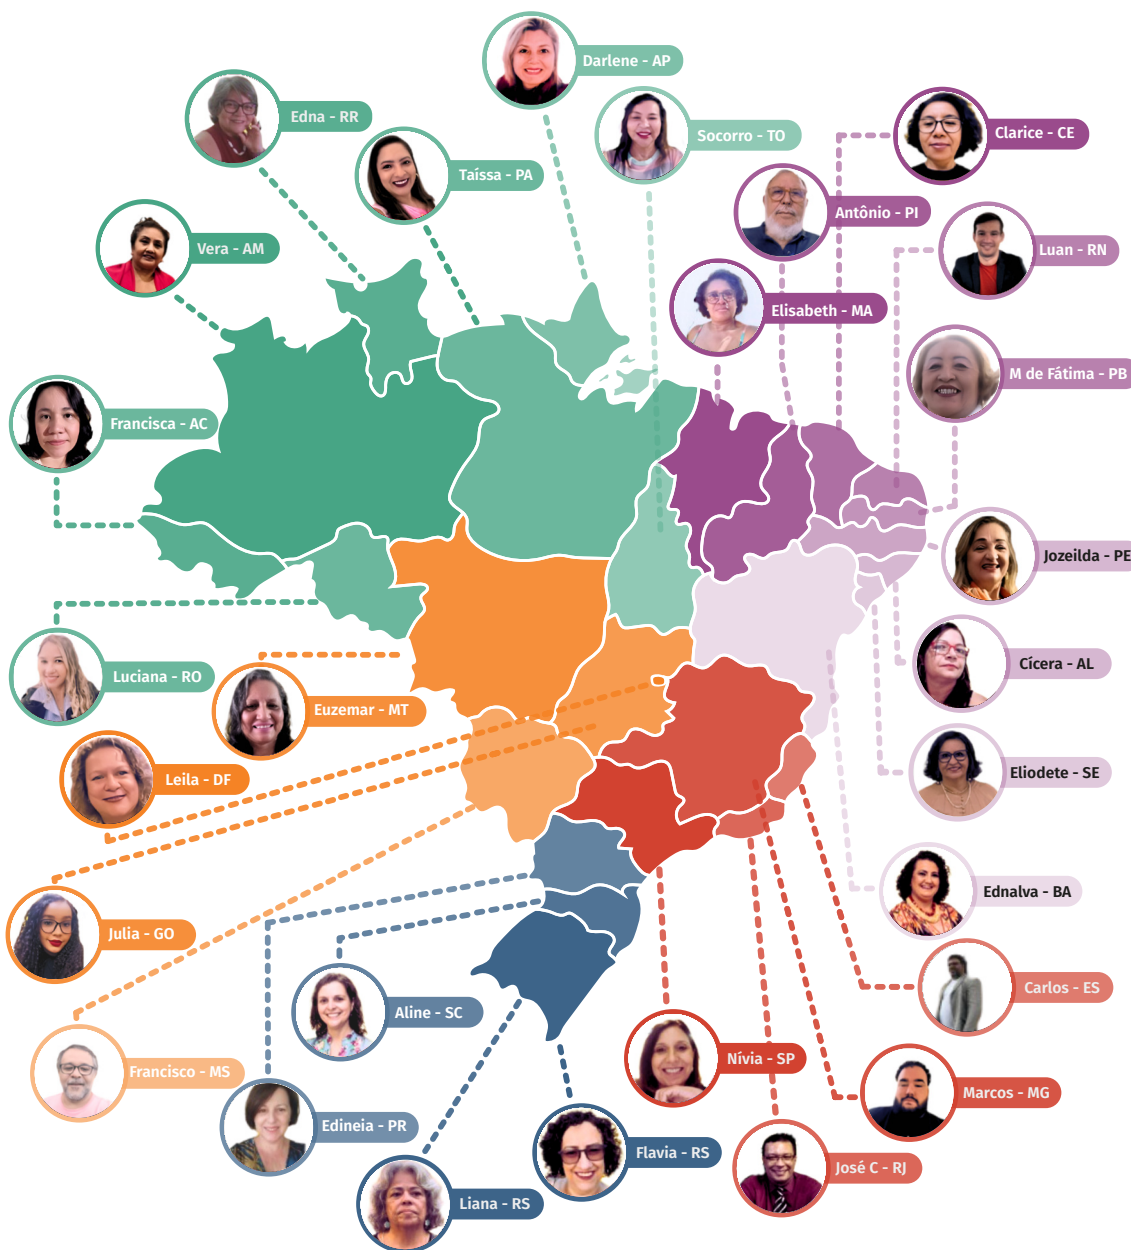 Darlene - AP
Edna - RR
Socorro - TO
Clarice - CE
Taíssa - PA
Antônio - PI
Vera - AM
Luan - RN
Elisabeth - MA
M de Fátima - PB
Francisca - AC
Jozeilda - PE
Luciana - RO
Cícera - AL
Euzemar - MT
Leila - DF
Eliodete - SE
Ednalva - BA
Julia - GO
Carlos - ES
Aline - SC
Nívia - SP
Francisco - MS
Marcos - MG
Edineia - PR
Flavia - RS
José C - RJ
Liana - RS